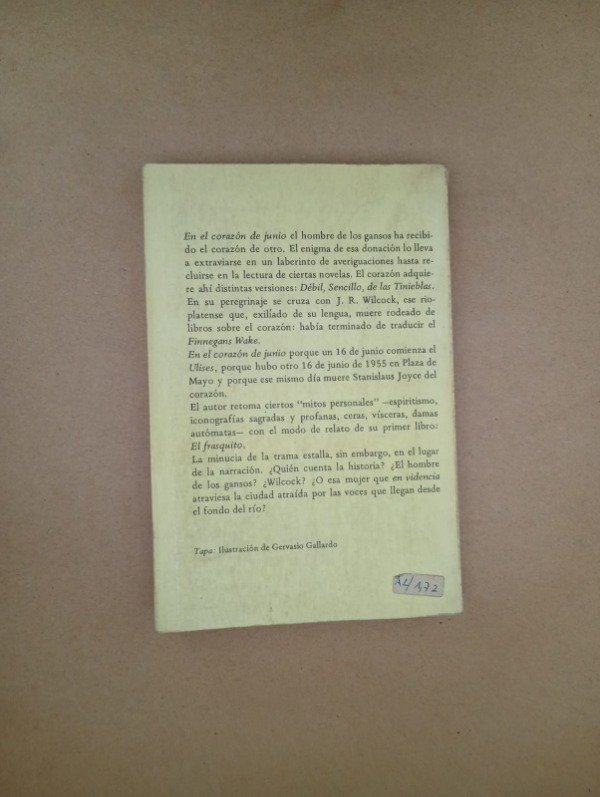 En el corazón de junio el hombre de los gansos ha recibi-
do el corazón de otro. El enigma de esa donación lo lleva
a extraviarse en un laberinto de averiguaciones hasta re-
cluirse en la lectura de ciertas novelas. El corazón adquie-
re ahí distintas versiones: Débil, Sencillo, de las Tinieblas.
En su peregrinaje se cruza con J. R. Wilcock, ese rio-
platense que, exiliado de su lengua, muere rodeado de
libros sobre el corazón: había terminado de traducir el
Finnegans Wake.
En el corazón de junio porque un 16 de junio comienza el
Ulises, porque hubo otro 16 de junio de 1955 en Plaza de
Mayo y porque ese mismo día muere Stanislaus Joyce del
corazón.
El autor retoma ciertos "mitos personales" —espiritismo,
iconografías sagradas y profanas, ceras, vísceras, damas
autómatas— con el modo de relato de su primer libro:
El frasquito.
La minucia de la trama estalla, sin embargo, en el lugar
de la narración. ¿Quién cuenta la historia? ¿El hombre
de los gansos? ¿Wilcock? ¿O esa mujer que en videncia
atraviesa la ciudad atraída por las voces que llegan desde
el fondo del río?
Tapa: Ilustración de Gervasio Gallardo